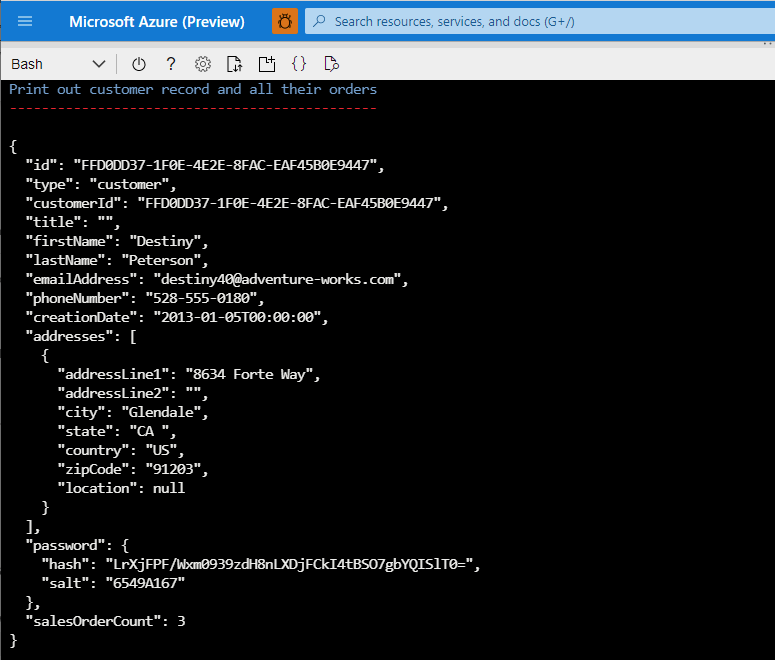 Microsoft Azure (Preview)
Search resources, services, and docs (G+/)
Bash
Print out customer record and all their orders
----------------------------------------------
{
  "id": "FFD0DD37-1F0E-4E2E-8FAC-EAF45B0E9447",
  "type": "customer",
  "customerId": "FFD0DD37-1F0E-4E2E-8FAC-EAF45B0E9447",
  "title": "",
  "firstName": "Destiny",
  "lastName": "Peterson",
  "emailAddress": "destiny40@adventure-works.com",
  "phoneNumber": "528-555-0180",
  "creationDate": "2013-01-05T00:00:00",
  "addresses": [
    {
      "addressLine1": "8634 Forte Way",
      "addressLine2": "",
      "city": "Glendale",
      "state": "CA ",
      "country": "US",
      "zipCode": "91203",
      "location": null
    }
  ],
  "password": {
    "hash": "LrXjFPF/Wxm0939zdH8nLXDjFCkI4tBSO7gbYQISlT0=",
    "salt": "6549A167"
  },
  "salesOrderCount": 3
}